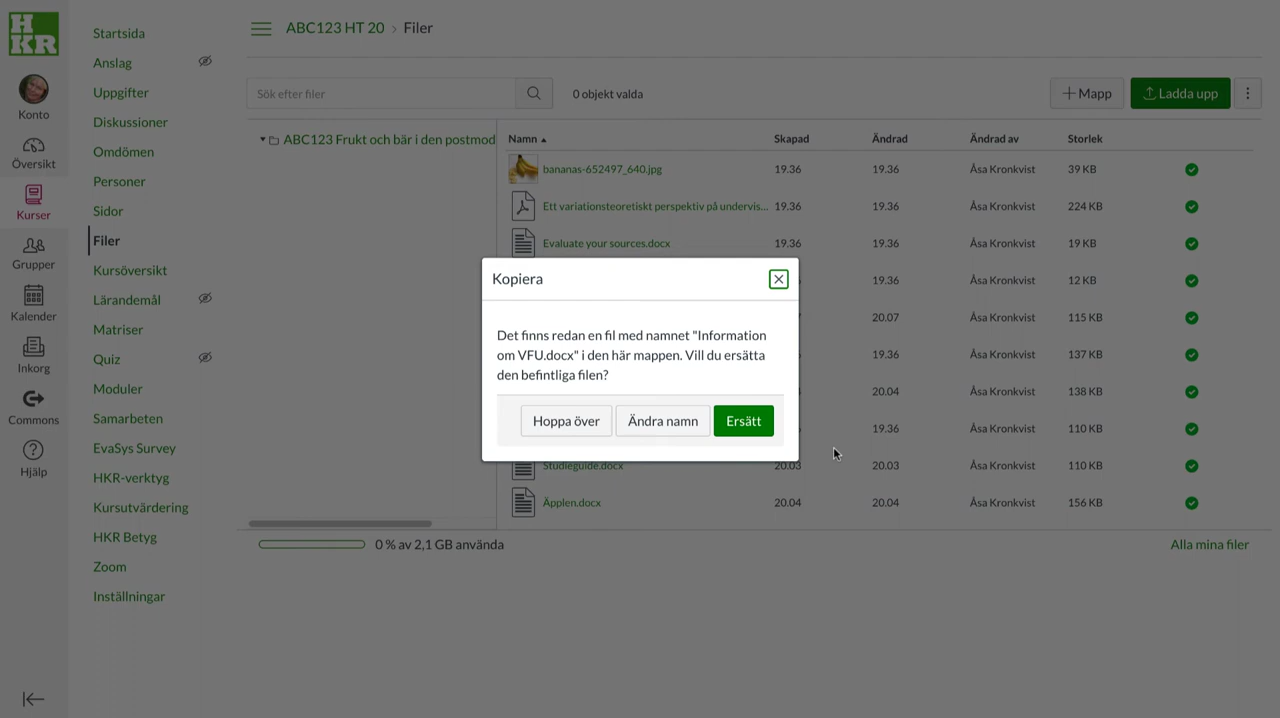 HKR
Konto
Översikt
Kurser
Grupper
Kalender
Inkorg
Commons
Hjälp
Startsida
Anslag
Uppgifter
Diskussioner
Omdömen
Personer
Sidor
Filer
Kursöversikt
Lärandemål
Matriser
Quiz
Moduler
Samarbeten
EvaSys Survey
HKR-verktyg
Kursutvärdering
HKR Betyg
Zoom
Inställningar
ABC123 HT 20 › Filer
Sök efter filer
0 objekt valda
Mapp
Ladda upp
ABC123 Frukt och bär i den postmod
Namn Skapad Ändrad Ändrad av Storlek
bananas-652497_640.jpg 19.36 19.36 Åsa Kronkvist 39 KB
Ett variationsteoretiskt perspektiv på undervis... 19.36 19.36 Åsa Kronkvist 224 KB
Evaluate your sources.docx 19.36 19.36 Åsa Kronkvist 19 KB
19.36 Åsa Kronkvist 12 KB
20.07 Åsa Kronkvist 115 KB
19.36 Åsa Kronkvist 137 KB
20.04 Åsa Kronkvist 138 KB
19.36 Åsa Kronkvist 110 KB
Studieguide.docx 20.03 20.03 Åsa Kronkvist 110 KB
Äpplen.docx 20.04 20.04 Åsa Kronkvist 156 KB
Kopiera
Det finns redan en fil med namnet "Information
om VFU.docx" i den här mappen. Vill du ersätta
den befintliga filen?
Hoppa över
Ändra namn
Ersätt
0 % av 2,1 GB använda
Alla mina filer